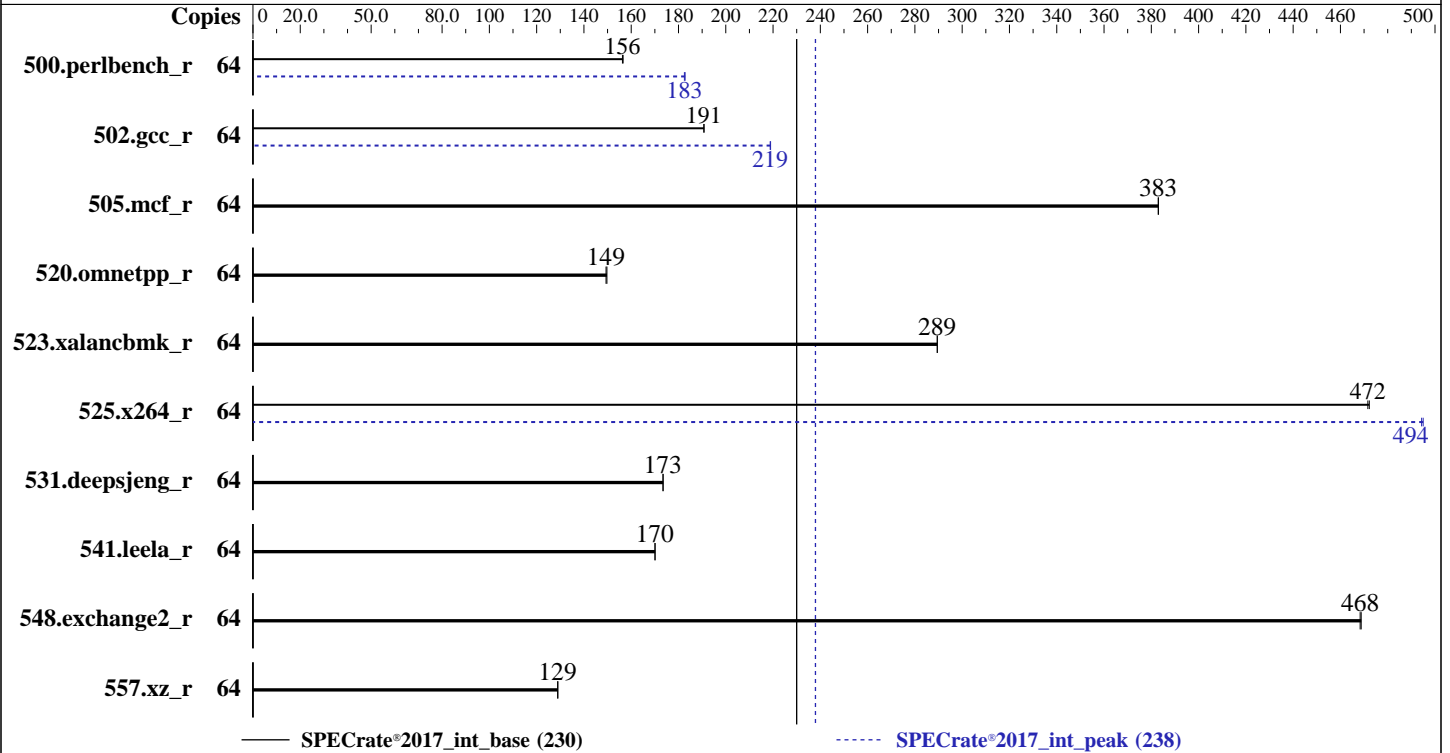 Copies 0 20.0 50.0 80.0 100 120 140 160 180 200 220 240 260 280 300 320 340 360 380 400 420 440 460 500
156
500.perlbench_r 64
183
191
502.gcc_r 64
219
383
505.mcf_r 64
149
520.omnetpp_r 64
289
523.xalancbmk_r 64
472
525.x264_r 64
494
173
531.deepsjeng_r 64
170
541.leela_r 64
468
548.exchange2_r 64
129
557.xz_r 64
SPECrate®2017_int_base (230) SPECrate®2017_int_peak (238)